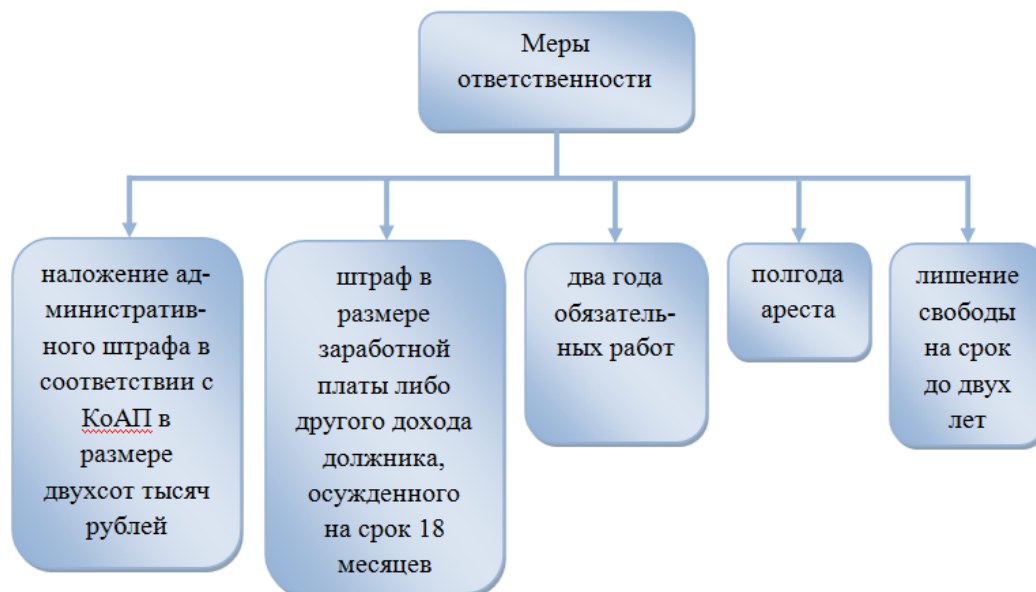 Меры
ответственности
наложение ад-
министратив-
ного штрафа в
соответствии с
КоАП в
размере
двухсот тысяч
рублей
штраф в
размере
заработной
платы либо
другого дохода
должника,
осужденного
на срок 18
месяцев
два года
обязатель-
ных работ
полгода
ареста
лишение
свободы
на срок
до двух
лет